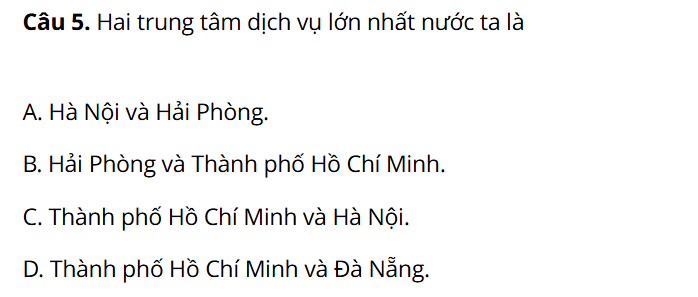 Câu 5. Hai trung tâm dịch vụ lớn nhất nước ta là
A. Hà Nội và Hải Phòng.
B. Hải Phòng và Thành phố Hồ Chí Minh.
C. Thành phố Hồ Chí Minh và Hà Nội.
D. Thành phố Hồ Chí Minh và Đà Nẵng.